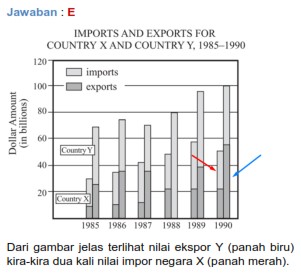 Jawaban : E
IMPORTS AND EXPORTS FOR
COUNTRY X AND COUNTRY Y, 1985–1990
Dollar Amount
(in billions)
120
100
80
60
40
20
imports
exports
Country Y
Country X
1985 1986 1987 1988 1989 1990
Dari gambar jelas terlihat nilai ekspor Y (panah biru)
kira-kira dua kali nilai impor negara X (panah merah).